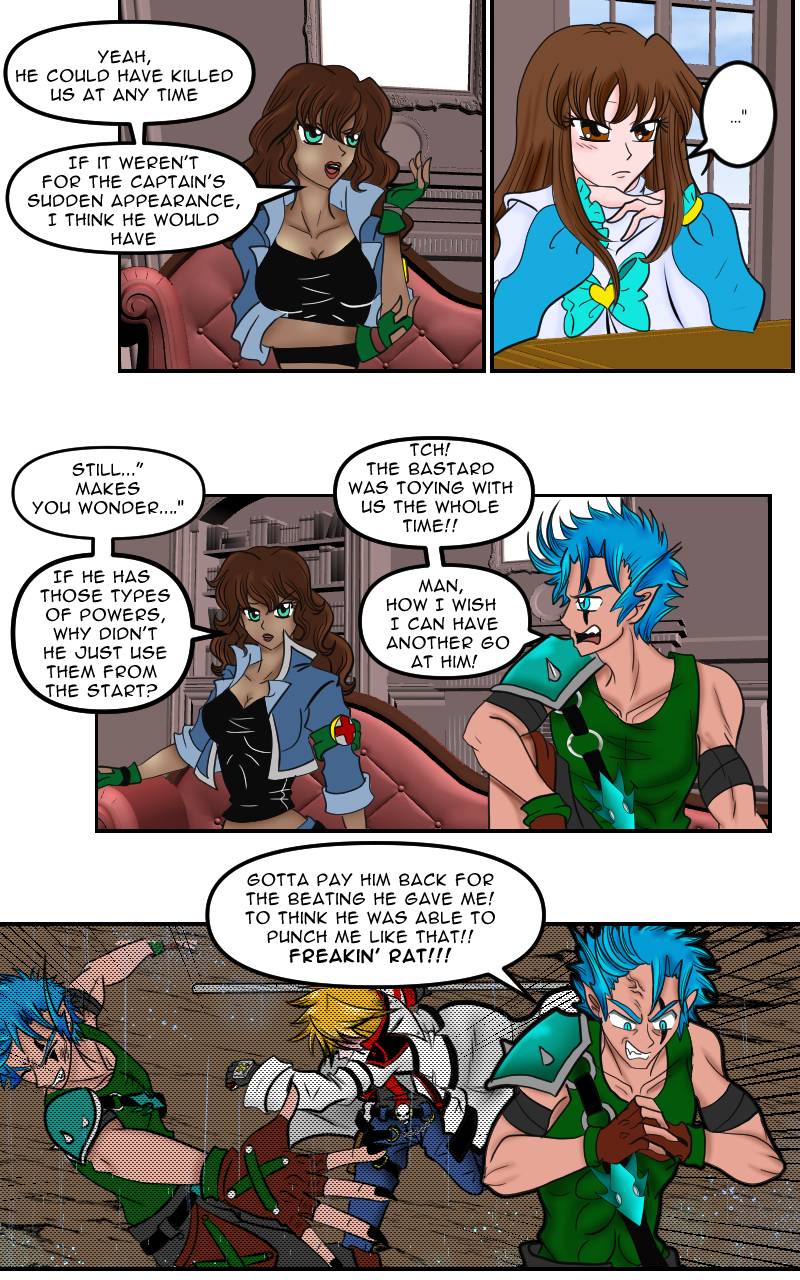 YEAH,
HE COULD HAVE KILLED
US AT ANY TIME
IF IT WEREN'T
FOR THE CAPTAIN'S
SUDDEN APPEARANCE,
I THINK HE WOULD
HAVE
..."
STILL..."
MAKES
YOU WONDER...."
IF HE HAS
THOSE TYPES
OF POWERS,
WHY DIDN'T
HE JUST USE
THEM FROM
THE START?
TCH!
THE BASTARD
WAS TOYING WITH
US THE WHOLE
TIME!!
MAN,
HOW I WISH
I CAN HAVE
ANOTHER GO
AT HIM!
GOTTA PAY HIM BACK FOR
THE BEATING HE GAVE ME!
TO THINK HE WAS ABLE TO
PUNCH ME LIKE THAT!!
FREAKIN' RAT!!!